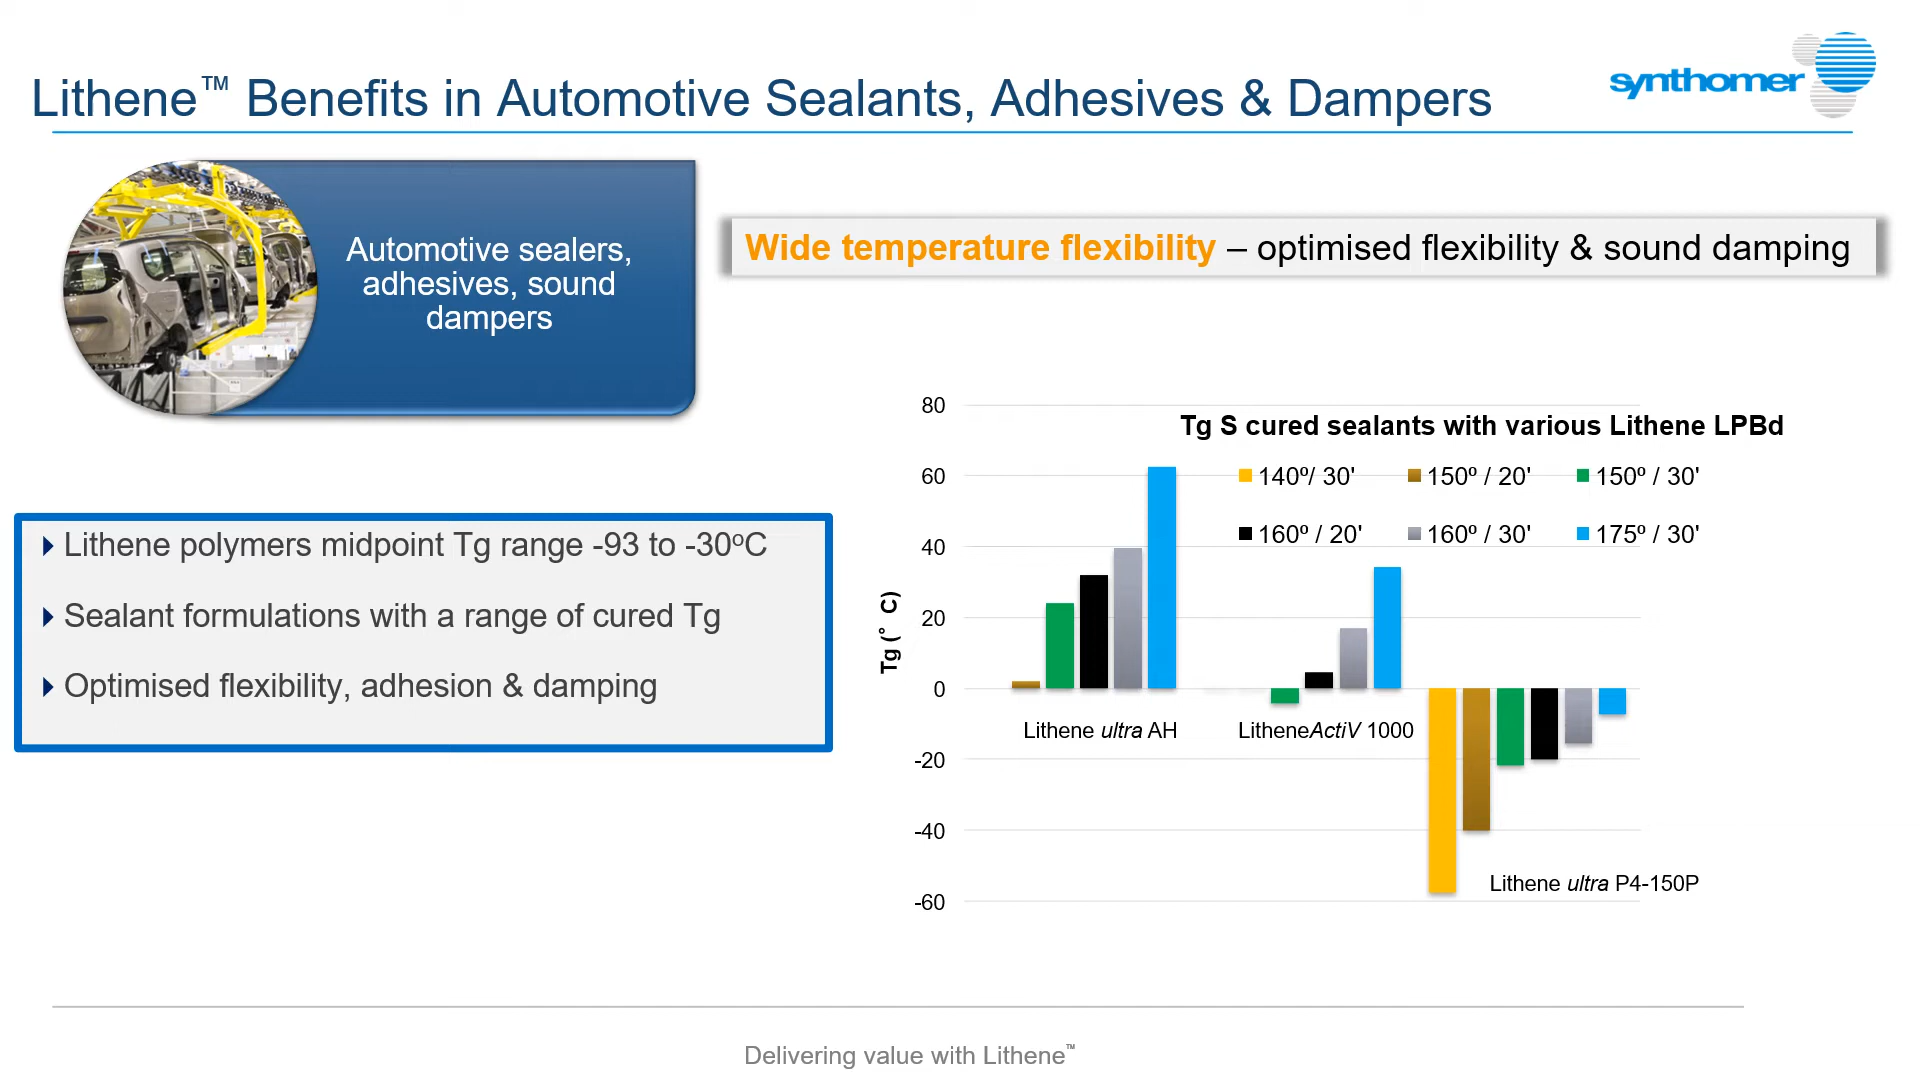 Lithene™ Benefits in Automotive Sealants, Adhesives & Dampers
synthomer
Automotive sealers,
adhesives, sound
dampers
Wide temperature flexibility – optimised flexibility & sound damping
Lithene polymers midpoint Tg range -93 to -30ºC
Sealant formulations with a range of cured Tg
Optimised flexibility, adhesion & damping
Tg S cured sealants with various Lithene LPBd
140º/ 30'
150º / 20'
150º / 30'
160º / 20'
160º / 30'
175º / 30'
Tg (° C)
80
60
40
20
0
-20
-40
-60
Lithene ultra AH
LitheneActiV 1000
Lithene ultra P4-150P
Delivering value with Lithene™